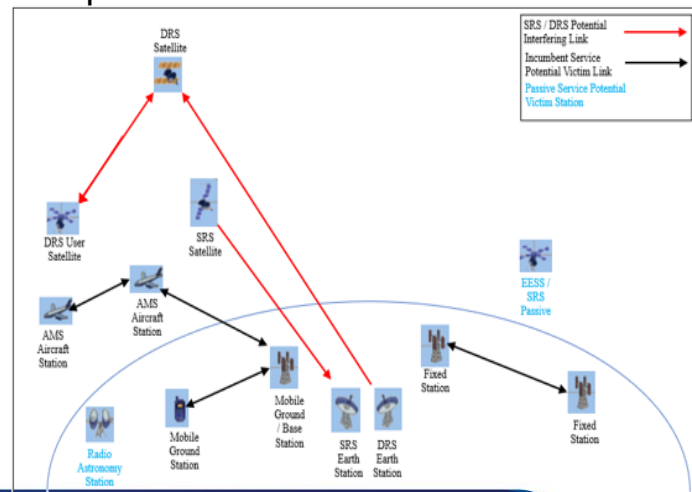 DRS
Satellite
SRS / DRS Potential
Interfering Link
Incumbent Service
Potential Victim Link
Passive Service Potential
Victim Station
DRS User
Satellite
SRS
Satellite
EESS /
SRS
Passive
AMS
Aircraft
Station
AMS
Aircraft
Station
Fixed
Station
Mobile
Ground
/ Base
Station
Fixed
Station
Mobile
Ground
Station
SRS
Earth
Station
DRS
Earth
Station
Radio
Astronomy
Station